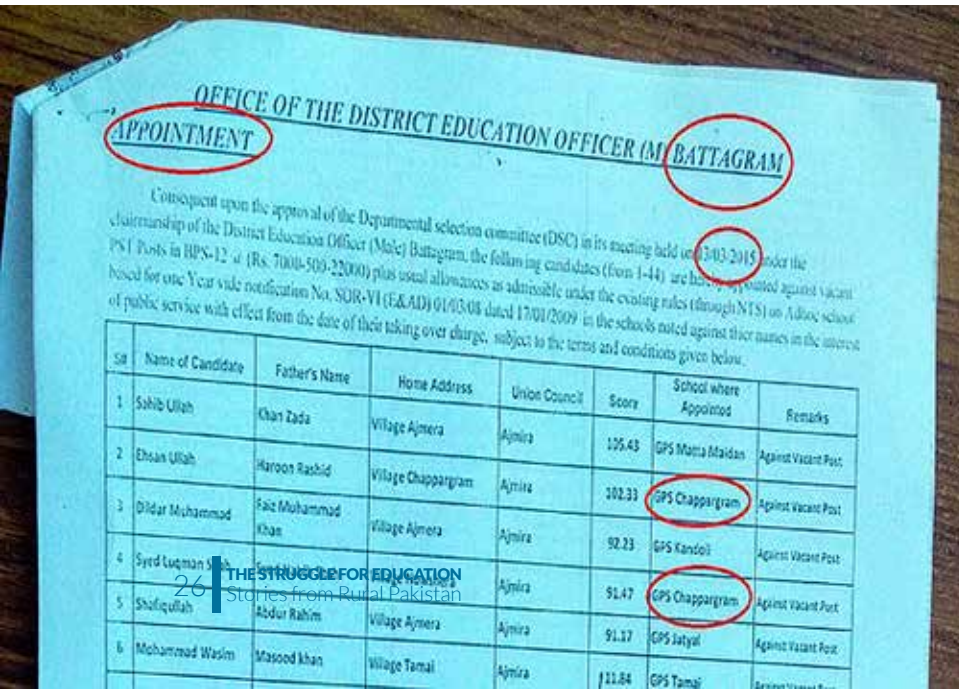 OFFICE OF THE DISTRICT EDUCATION OFFICER (M) BATTAGRAM
APPOINTMENT
Consequent upon the approval of the Departmental selection committee (DSC) in its meeting held on 13/03/2015 under the
chairmanship of the District Education Officer (Male) Battagram, the following candidates (from 1-44) are hereby appointed against vacant
PST Posts in BPS-12 at (Rs. 7000-500-22000) plus usual allowances as admissible under the existing rules (through NTS) on Adhoc school
based for one Year vide notification No. SOR-VI (E&AD) 01/03/08 dated 17/01/2009 in the schools noted against thier names in the interest
of public service with effect from the date of their taking over charge, subject to the terms and conditions given below.
S# Name of Candidate Father's Name Home Address Union Council Score School where Appointed Remarks
1 Sahib Ullah Khan Zada Village Ajmera Ajmira 105.43 GPS Matta Maidan Against Vacant Post
2 Ehsan Ullah Haroon Rashid Village Chappargram Ajmira 102.33 GPS Chappargram Against Vacant Post
3 Dildar Muhammad Faiz Muhammad Khan Village Ajmera Ajmira 92.23 GPS Kandoli Against Vacant Post
4 Syed Luqman Village Ajmira 91.47 GPS Chappargram Against Vacant Post
5 Shafiqullah Abdur Rahim Village Ajmera Ajmira 91.17 GPS Jatyal Against Vacant Post
6 Mohammad Wasim Masood khan Village Tamai Ajmira 111.84 GPS Tamai Against Vacant Post
26 THE STRUGGLE FOR EDUCATION
Stories from Rural Pakistan